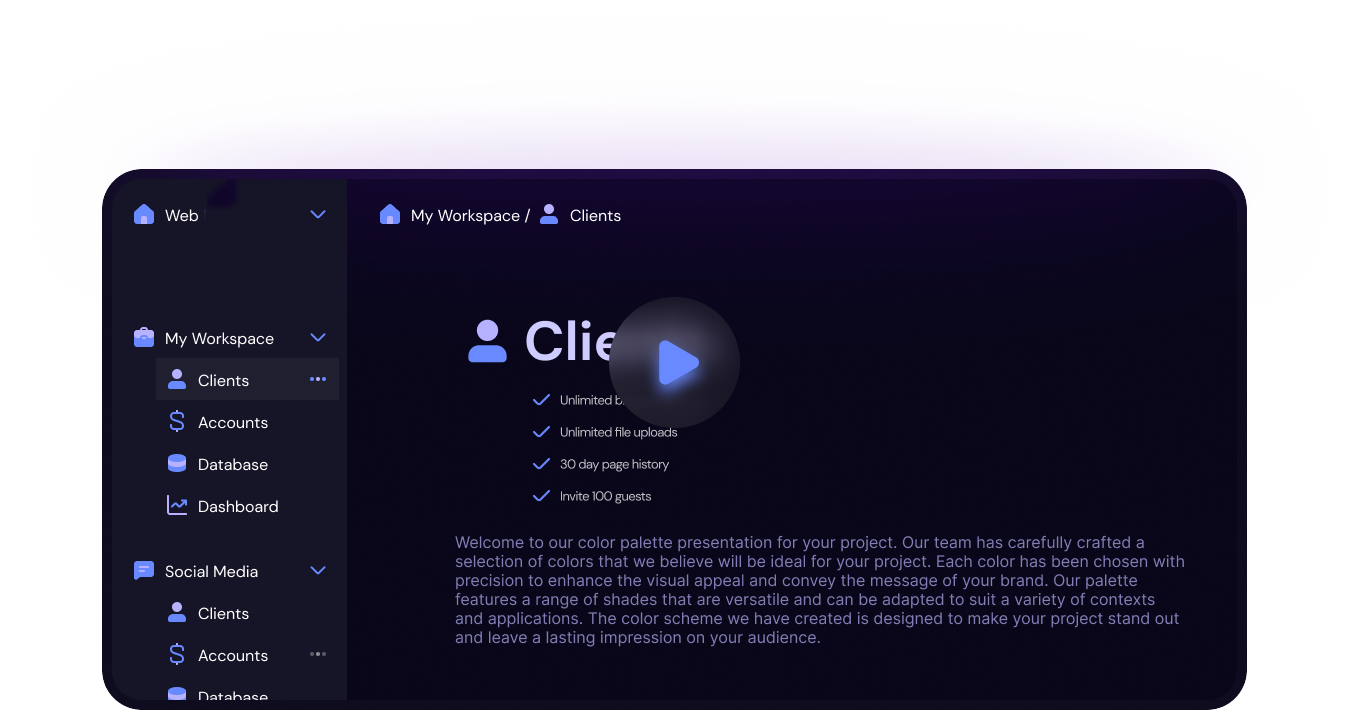 Web
My Workspace / Clients
My Workspace
Clients
Accounts
Database
Dashboard
Social Media
Clients
Accounts
Database
Unlimited
Unlimited file uploads
30 day page history
Invite 100 guests
Welcome to our color palette presentation for your project. Our team has carefully crafted a
selection of colors that we believe will be ideal for your project. Each color has been chosen with
precision to enhance the visual appeal and convey the message of your brand. Our palette
features a range of shades that are versatile and can be adapted to suit a variety of contexts
and applications. The color scheme we have created is designed to make your project stand out
and leave a lasting impression on your audience.